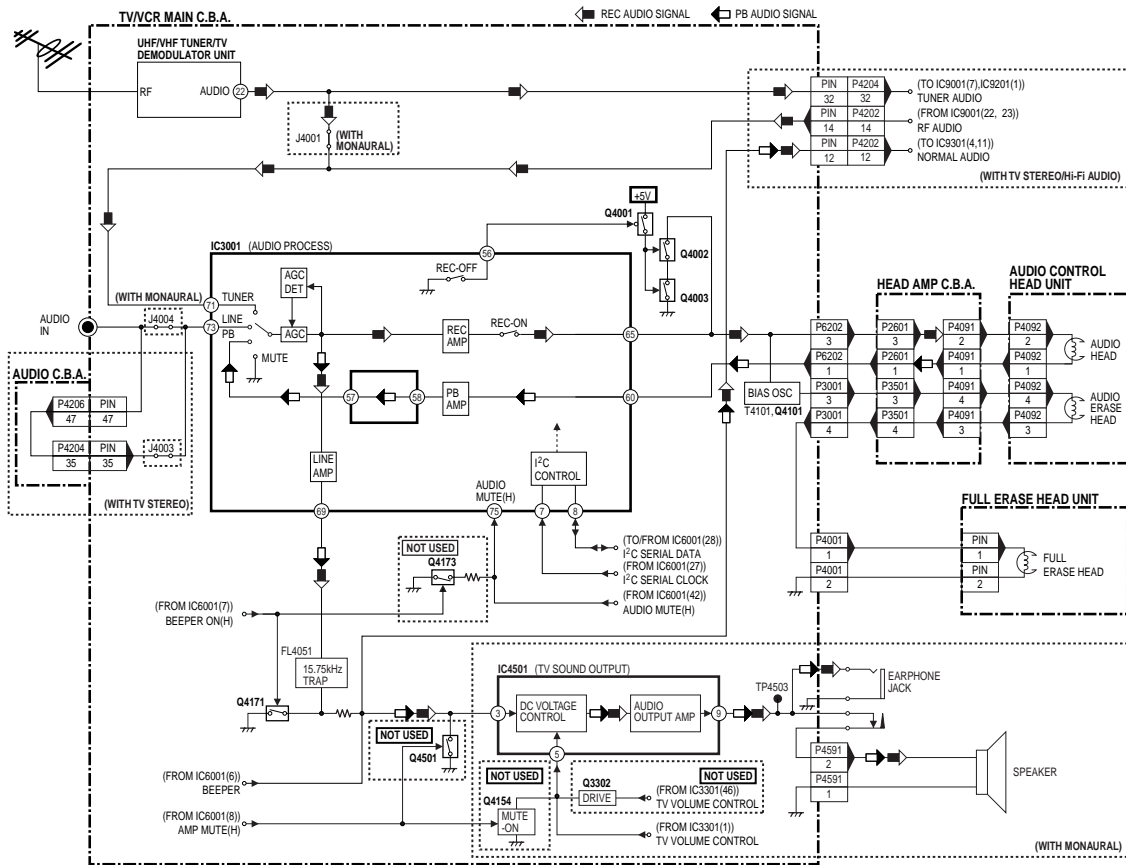 TV/VCR MAIN C.B.A.
REC AUDIO SIGNAL
PB AUDIO SIGNAL
UHF/VHF TUNER/TV
DEMODULATOR UNIT
RF
AUDIO
22
J4001
(WITH
MONAURAL)
PIN P4204
32 32
(TO IC9001(7),IC9201(1))
TUNER AUDIO
PIN P4202
14 14
(FROM IC9001(22, 23))
RF AUDIO
PIN P4202
12 12
(TO IC9301(4,11))
NORMAL AUDIO
(WITH TV STEREO/Hi-Fi AUDIO)
+5V
Q4001
Q4002
Q4003
IC3001 (AUDIO PROCESS)
56
REC-OFF
AGC
DET
(WITH MONAURAL)
71
TUNER
AUDIO
IN
J4004
73
LINE
PB
AGC
MUTE
REC
AMP
REC-ON
65
57
58
PB
AMP
60
LINE
AMP
I2C
CONTROL
AUDIO
MUTE(H)
69
75
7
8
AUDIO C.B.A.
P4206 PIN
47 47
P4204 PIN
35 35
J4003
(WITH TV STEREO)
BIAS OSC
T4101,Q4101
HEAD AMP C.B.A.
AUDIO CONTROL
HEAD UNIT
P6202
3
P2601
3
P4091
2
P4092
2
AUDIO
HEAD
P6202
1
P2601
1
P4091
1
P4092
1
P3001
3
P3501
3
P4091
4
P4092
4
AUDIO
ERASE
HEAD
P3001
4
P3501
4
P4091
3
P4092
3
FULL ERASE HEAD UNIT
P4001
1
PIN
1
P4001
2
PIN
2
FULL
ERASE HEAD
NOT USED
Q4173
(TO/FROM IC6001(28))
I2C SERIAL DATA
(FROM IC6001(27))
I2C SERIAL CLOCK
(FROM IC6001(42))
AUDIO MUTE(H)
(FROM IC6001(7))
BEEPER ON(H)
FL4051
15.75kHz
TRAP
Q4171
IC4501 (TV SOUND OUTPUT)
3
DC VOLTAGE
CONTROL
AUDIO
OUTPUT AMP
9
5
TP4503
EARPHONE
JACK
NOT USED
Q4501
(FROM IC6001(6))
BEEPER
(FROM IC6001(8))
AMP MUTE(H)
NOT USED
Q4154
MUTE
-ON
Q3302
DRIVE
NOT USED
(FROM IC3301(46))
TV VOLUME CONTROL
(FROM IC3301(1))
TV VOLUME CONTROL
P4591
2
P4591
1
SPEAKER
(WITH MONAURAL)